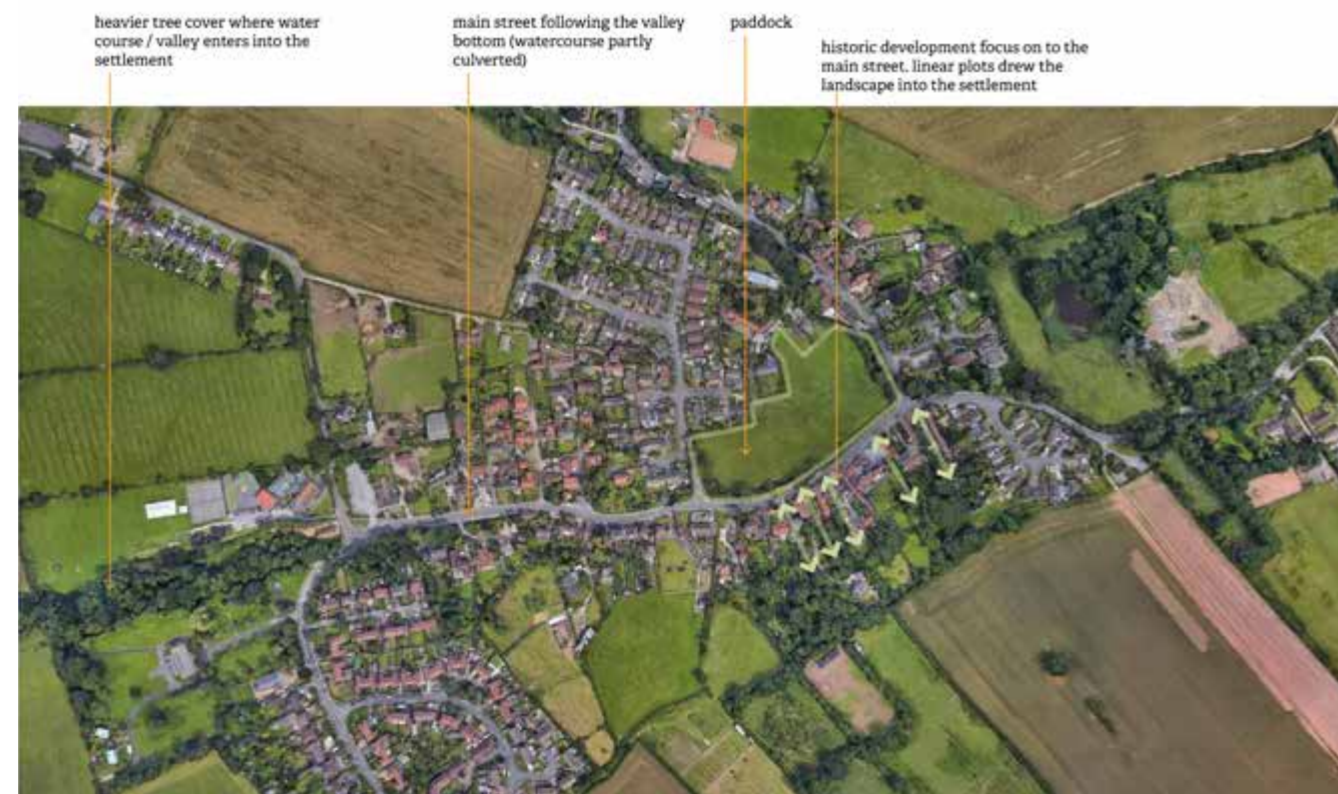 heavier tree cover where water
course / valley enters into the
settlement
main street following the valley
bottom (watercourse partly
culverted)
paddock
historic development focus on to the
main street, linear plots drew the
landscape into the settlement